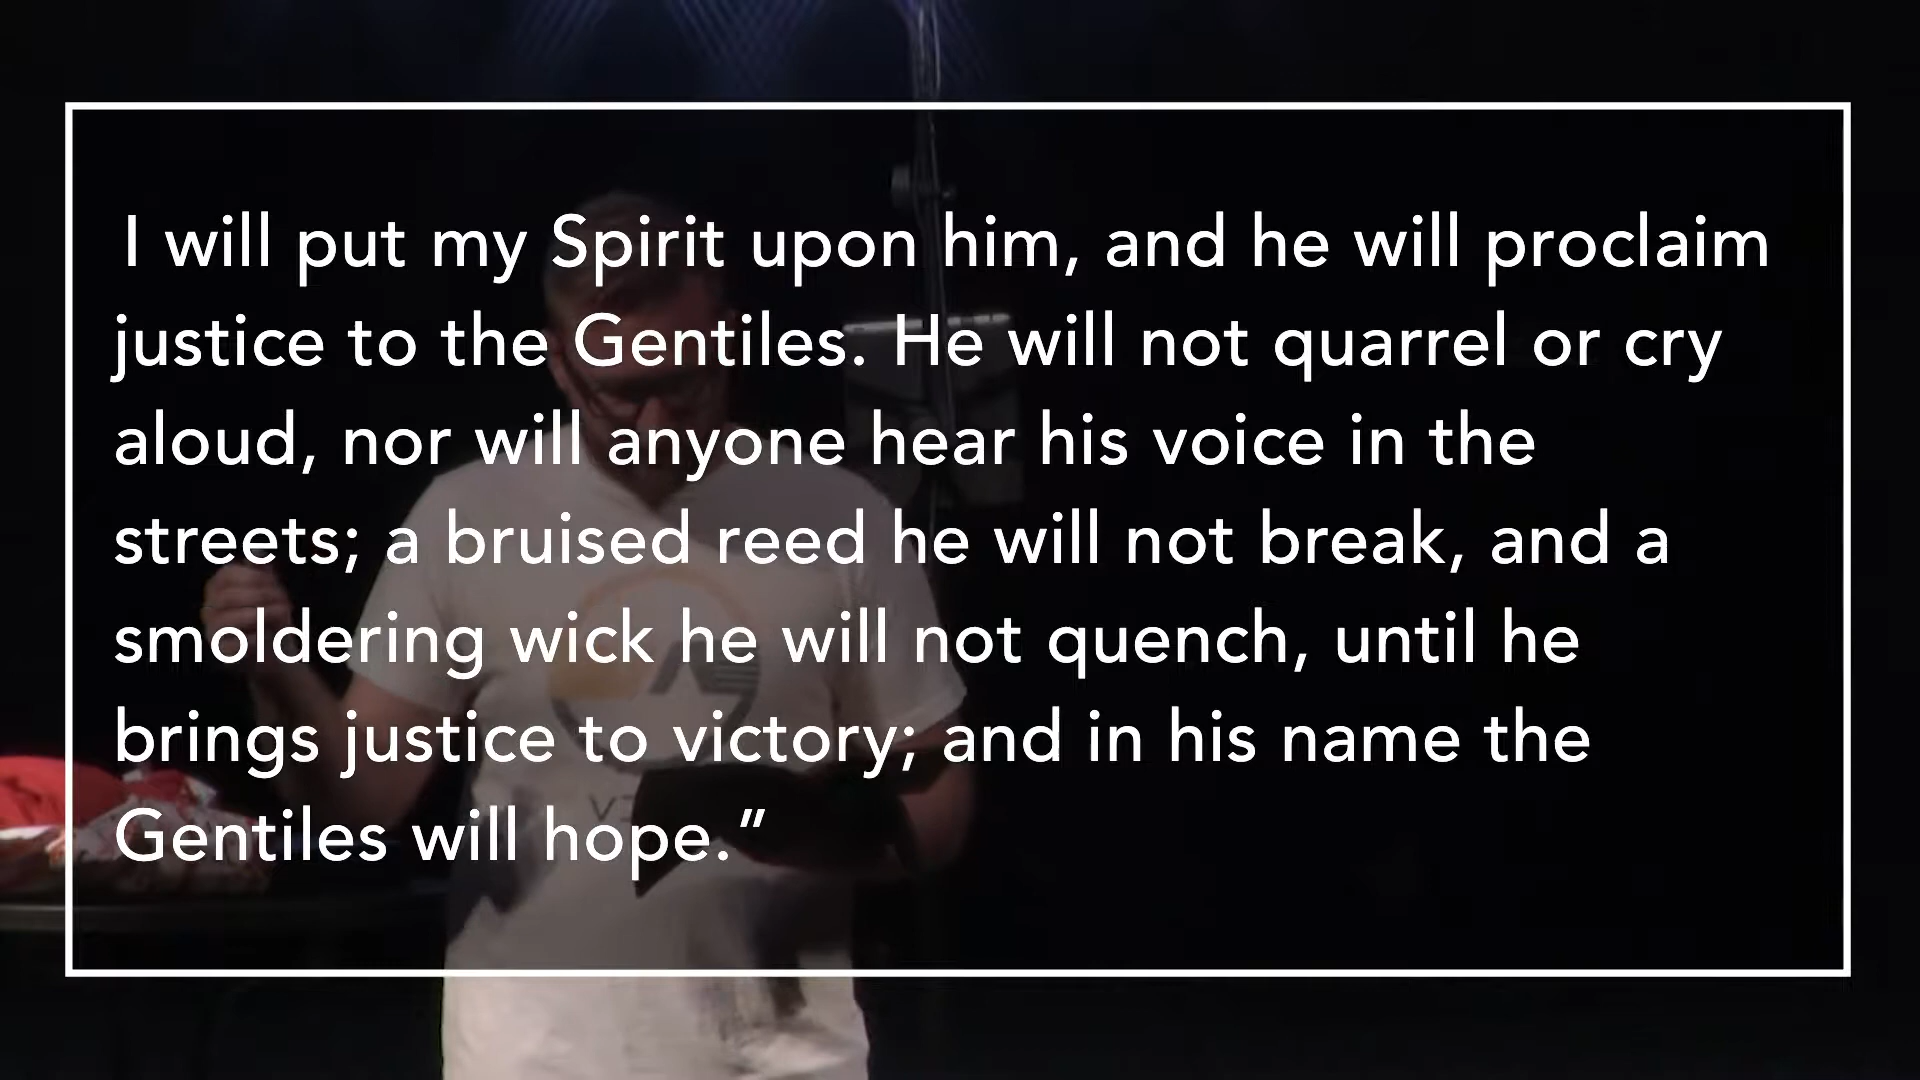 I will put my Spirit upon him, and he will proclaim
justice to the Gentiles. He will not quarrel or cry
aloud, nor will anyone hear his voice in the
streets; a bruised reed he will not break, and a
smoldering wick he will not quench, until he
brings justice to victory; and in his name the
Gentiles will hope.”